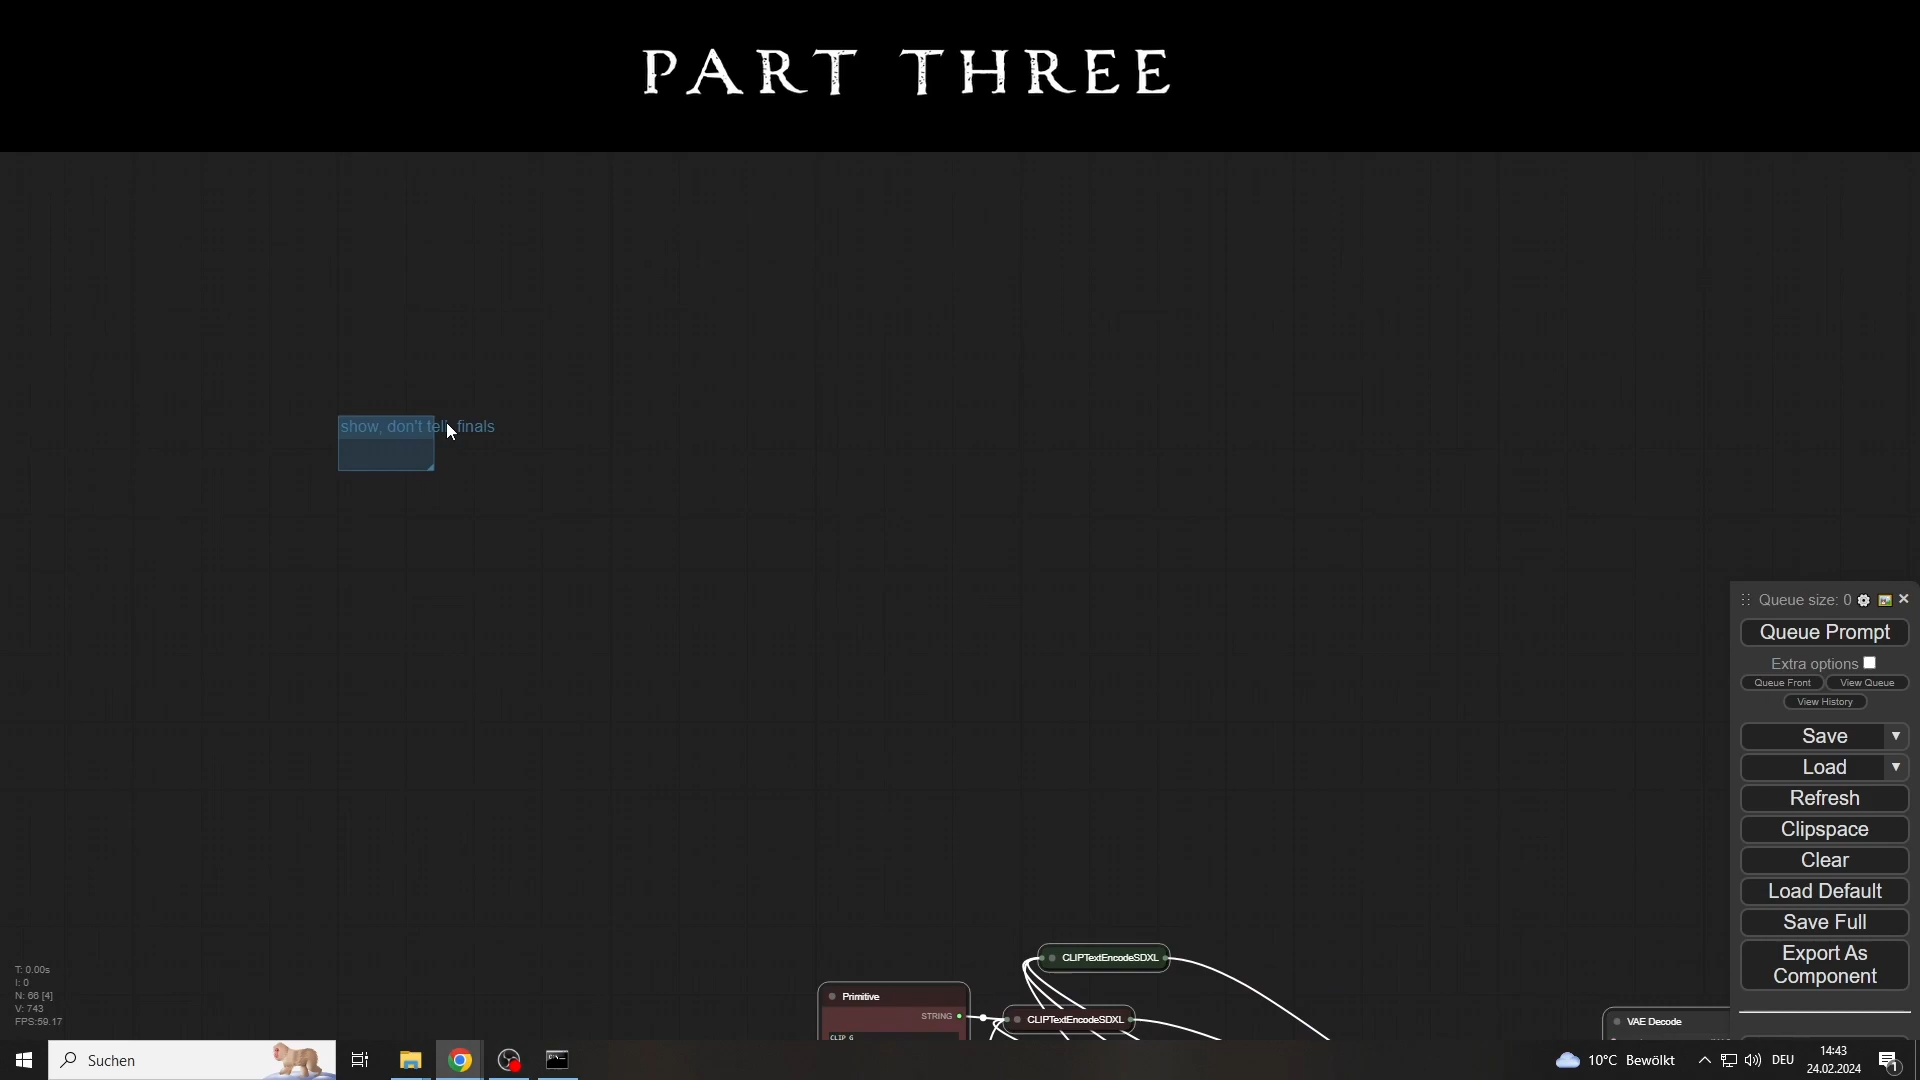 PART THREE
show, don't tell, finals
Queue size: 0
Queue Prompt
Extra options
Queue Front
View Queue
View History
Save
Load
Refresh
Clipspace
Clear
Load Default
Save Full
Export As
Component
CLIPTextEncodeSDXL
Primitive
STRING
CLIP G
CLIPTextEncodeSDXL
VAE Decode
T: 0.00s
I: 0
N: 66 [4]
V: 743
FPS:59.17
Suchen
10°C Bewölkt
DEU
14:43
24.02.2024
1